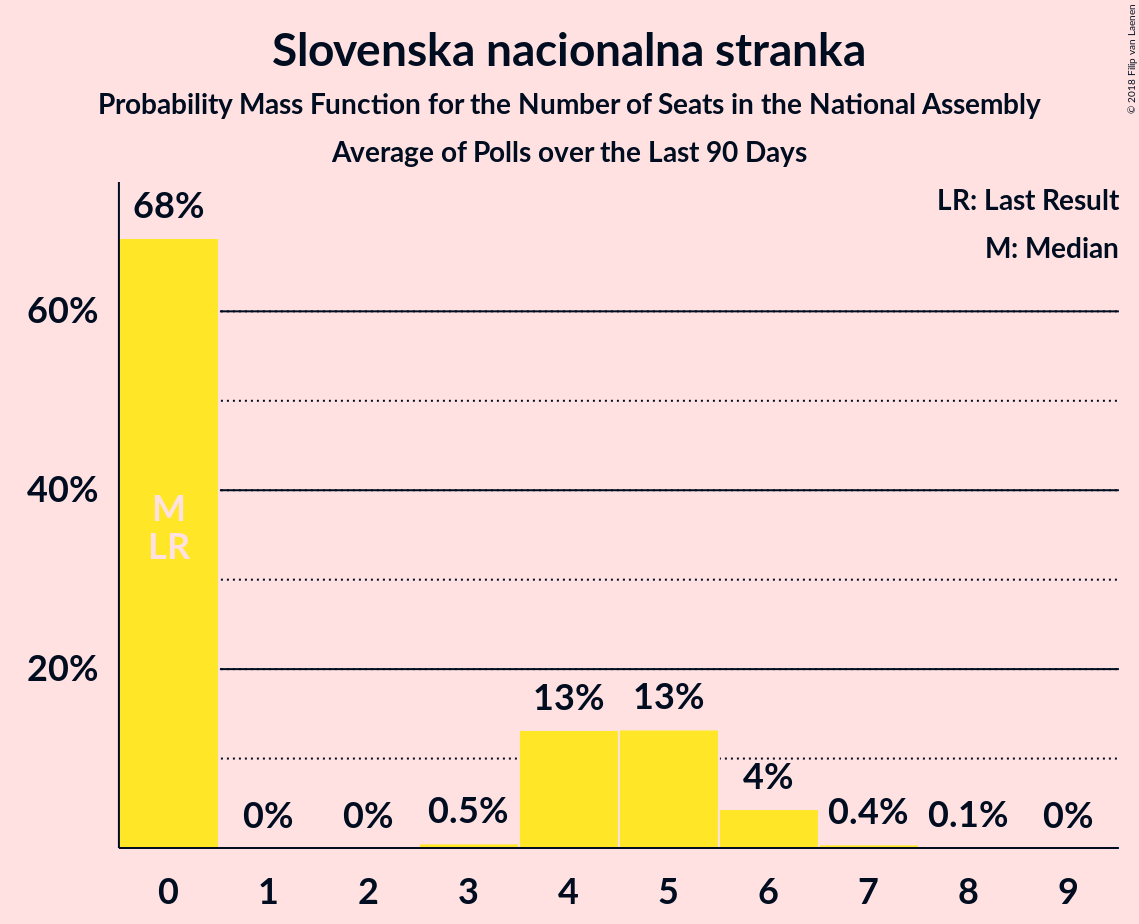 Slovenska nacionalna stranka
Probability Mass Function for the Number of Seats in the National Assembly
Average of Polls over the Last 90 Days
© 2018 Filip van Laenen
LR: Last Result
M: Median
68%
60%
40%
20%
M
LR
0%
0%
0.5%
13%
13%
4%
0.4%
0.1%
0%
0 1 2 3 4 5 6 7 8 9